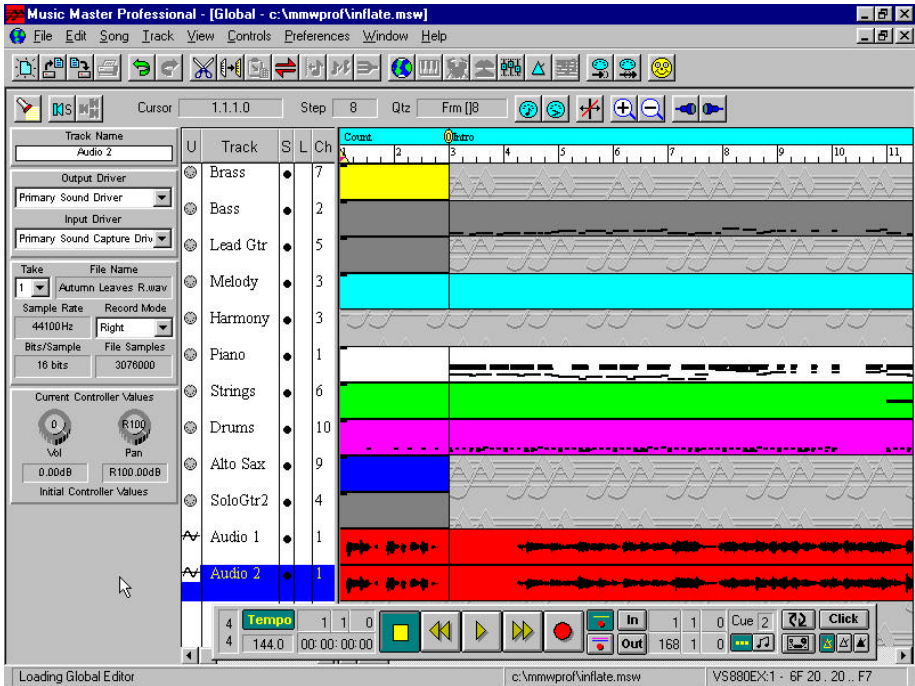 Music Master Professional - [Global - c:\mmwprof\inflate.msw]
File Edit Song Track View Controls Preferences Window Help
S Cursor 1.1.1.0 Step 8 Qtz Frm []8
Track Name
Audio 2
Output Driver
Primary Sound Driver
Input Driver
Primary Sound Capture Driv
Take File Name
1 Autumn Leaves R.wav
Sample Rate Record Mode
44100Hz Right
Bits/Sample File Samples
16 bits 3076000
Current Controller Values
0 R100
Vol Pan
0.00dB R100.00dB
Initial Controller Values
U Track S L Ch
Count Intro
1 2 3 4 5 6 7 8 9 10 11
Brass 7
Bass 2
Lead Gtr 5
Melody 3
Harmony 3
Piano 1
Strings 6
Drums 10
Alto Sax 9
SoloGtr2 4
Audio 1 1
Audio 2 1
4 Tempo 1 1 0 In 1 1 0 Cue 2 Click
4 144.0 00:00:00:00 Out 168 1 0
Loading Global Editor c:\mmwprof\inflate.msw VS880EX:1 - 6F 20.. 20 .. F7